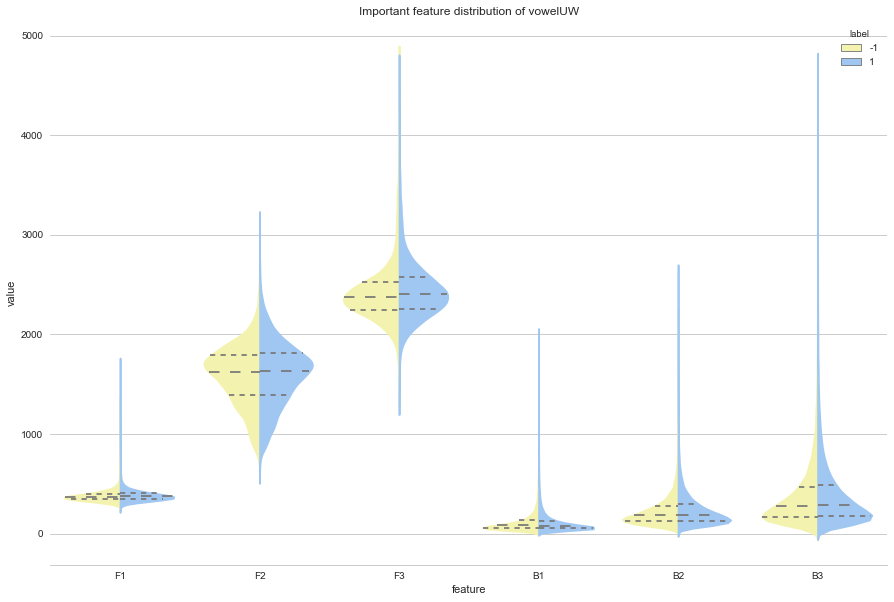 Important feature distribution of vowelUW
label
-1
1
5000
4000
3000
2000
1000
0
value
F1 F2 F3 B1 B2 B3
feature